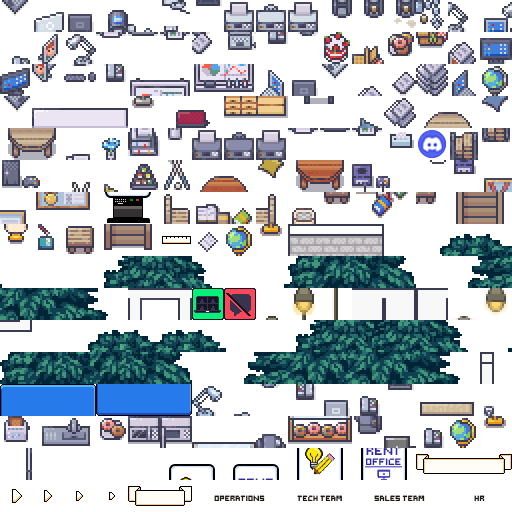 RENT
OFFICE
OPERATIONS
TECH TEAM
SALES TEAM
HR